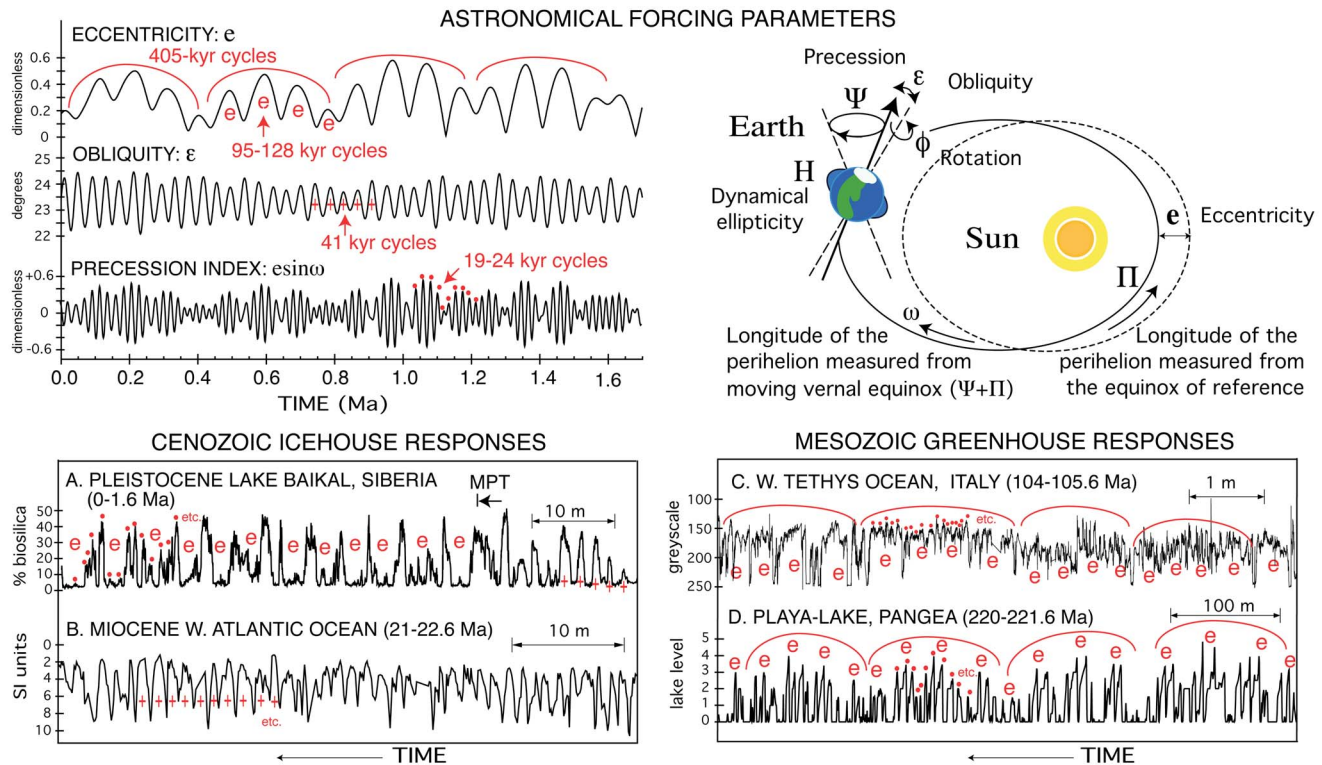 ASTRONOMICAL FORCING PARAMETERS
ECCENTRICITY: e
405-kyr cycles
dimensionless
0.6
0.4
0.2
0
e
e
e
e
95-128 kyr cycles
OBLIQUITY: ε
degrees
25
24
23
22
41 kyr cycles
PRECESSION INDEX: esinω
19-24 kyr cycles
dimensionless
+0.6
0
-0.6
0.0 0.2 0.4 0.6 0.8 1.0 1.2 1.4 1.6
TIME (Ma)
Precession
ε
Obliquity
Ψ
Earth
ϕ
Rotation
H
Dynamical
ellipticity
Sun
e
Eccentricity
Π
ω
Longitude of the
perihelion measured from
moving vernal equinox (Ψ+Π)
Longitude of the
perihelion measured from
the equinox of reference
CENOZOIC ICEHOUSE RESPONSES
A. PLEISTOCENE LAKE BAIKAL, SIBERIA
(0-1.6 Ma)
MPT
etc.
10 m
% biosilica
50
40
30
20
10
0
e e e e e e e e e e e
B. MIOCENE W. ATLANTIC OCEAN (21-22.6 Ma)
10 m
SI units
0
2
4
6
8
10
etc.
TIME
MESOZOIC GREENHOUSE RESPONSES
C. W. TETHYS OCEAN, ITALY (104-105.6 Ma)
1 m
etc.
greyscale
100
150
200
250
e e e e e e e e e e e e e e e e
D. PLAYA-LAKE, PANGEA (220-221.6 Ma)
100 m
etc.
lake level
5
4
3
2
1
0
e e e e e e e e e e e e e e e e e
TIME